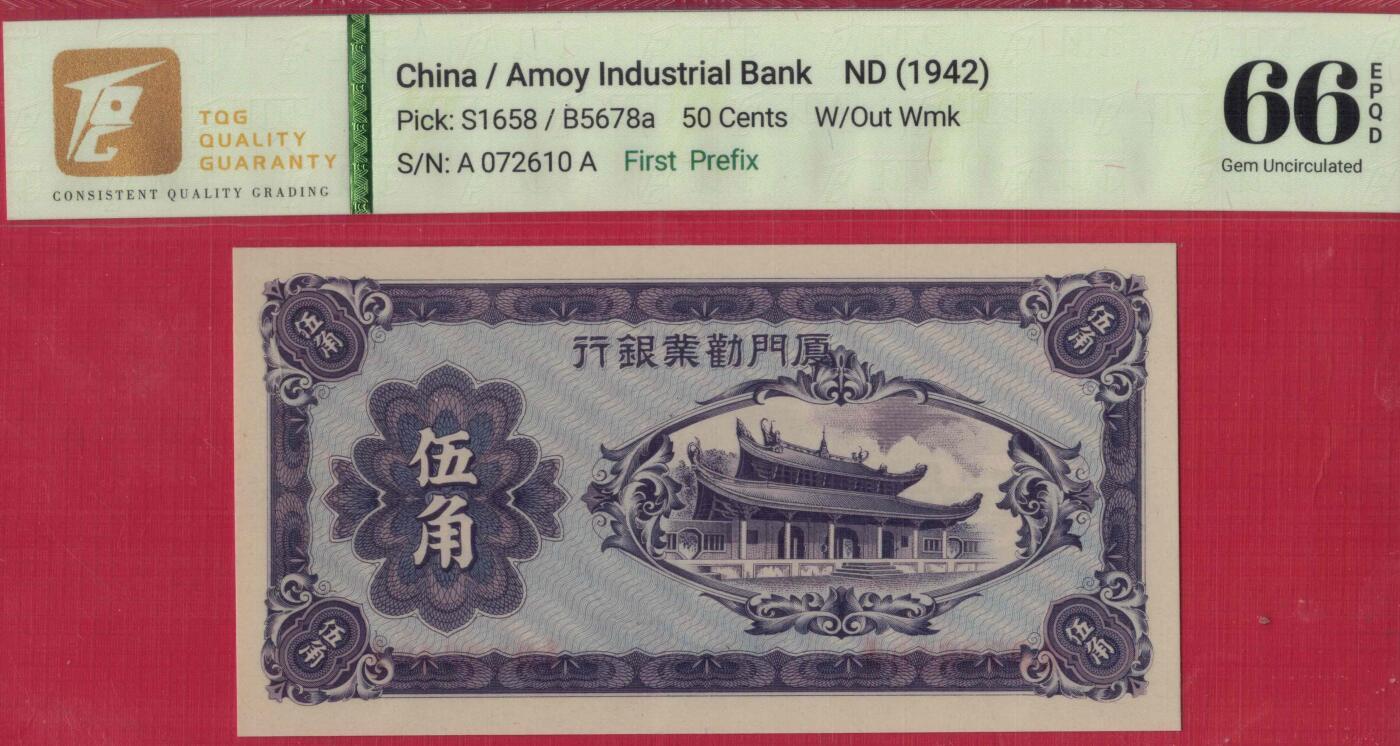 TQG
QUALITY
GUARANTY
CONSISTENT QUALITY GRADING
China / Amoy Industrial Bank ND (1942)
Pick: S1658 / B5678a 50 Cents W/Out Wmk
S/N: A 072610 A First Prefix
66
EPQD
Gem Uncirculated
伍角
伍角
行銀業勸門厦
伍角
伍角
伍角